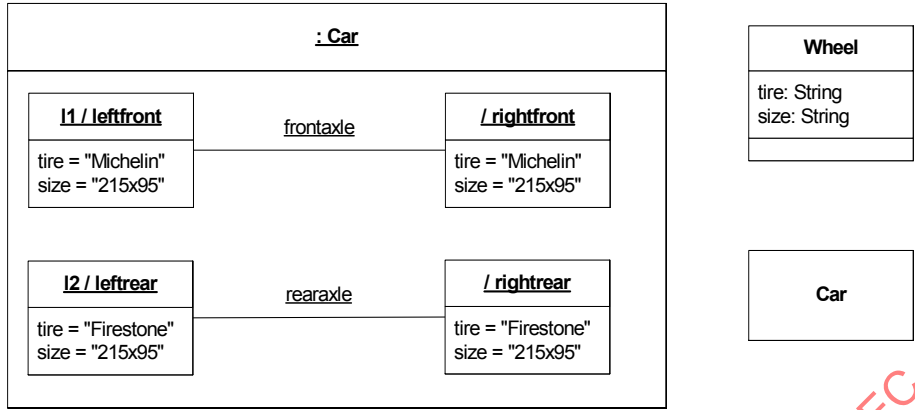 : Car
l1 / leftfront
tire = "Michelin"
size = "215x95"
frontaxle
/ rightfront
tire = "Michelin"
size = "215x95"
l2 / leftrear
tire = "Firestone"
size = "215x95"
rearaxle
/ rightrear
tire = "Firestone"
size = "215x95"
Wheel
tire: String
size: String
Car
EC